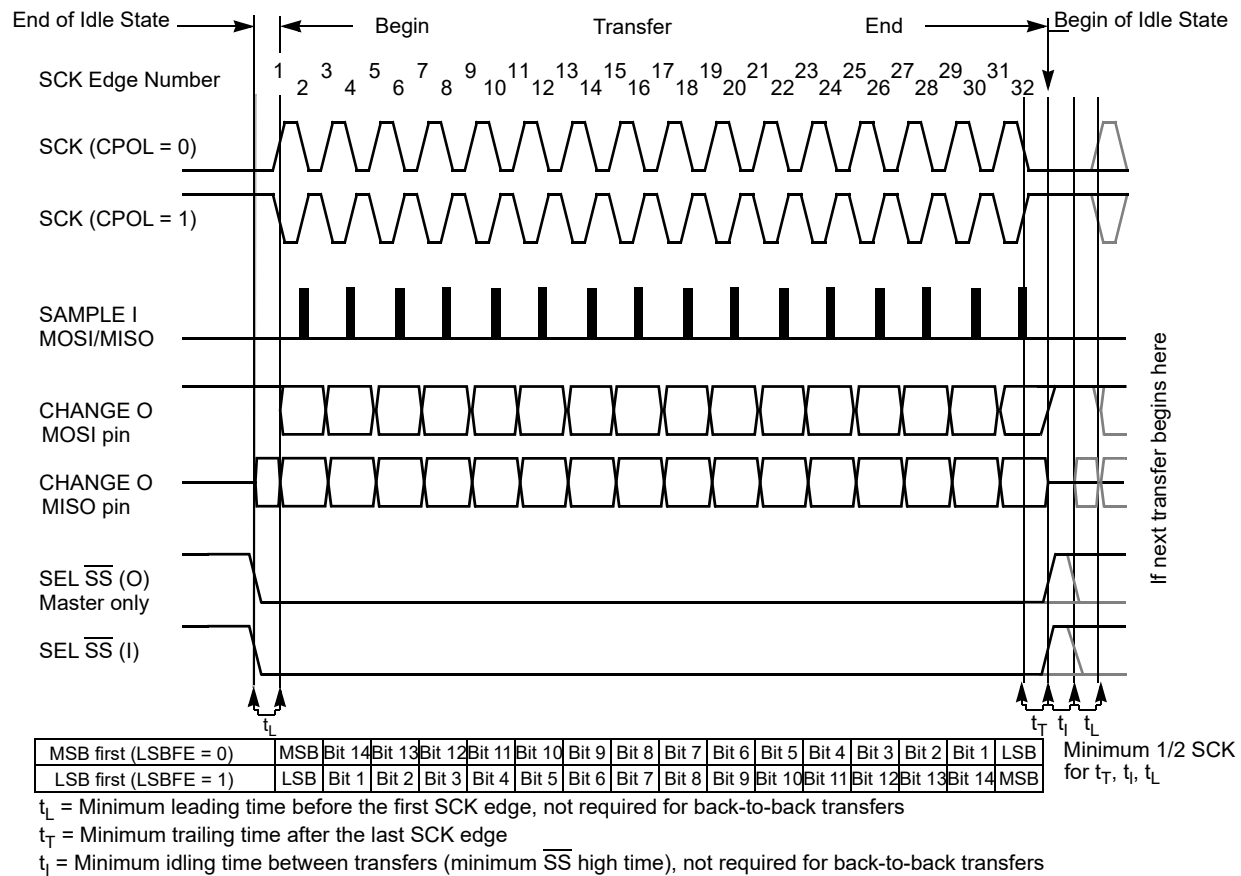 End of Idle State Begin Transfer End Begin of Idle State
SCK Edge Number 1 2 3 4 5 6 7 8 9 10 11 12 13 14 15 16 17 18 19 20 21 22 23 24 25 26 27 28 29 30 31 32
SCK (CPOL = 0)
SCK (CPOL = 1)
SAMPLE I
MOSI/MISO
CHANGE O
MOSI pin
CHANGE O
MISO pin
SEL SS (O)
Master only
SEL SS (I)
If next transfer begins here
tL tT tI tL
MSB first (LSBFE = 0) MSB Bit 14 Bit 13 Bit 12 Bit 11 Bit 10 Bit 9 Bit 8 Bit 7 Bit 6 Bit 5 Bit 4 Bit 3 Bit 2 Bit 1 LSB
LSB first (LSBFE = 1) LSB Bit 1 Bit 2 Bit 3 Bit 4 Bit 5 Bit 6 Bit 7 Bit 8 Bit 9 Bit 10 Bit 11 Bit 12 Bit 13 Bit 14 MSB
Minimum 1/2 SCK
for tT, tI, tL
tL = Minimum leading time before the first SCK edge, not required for back-to-back transfers
tT = Minimum trailing time after the last SCK edge
tI = Minimum idling time between transfers (minimum SS high time), not required for back-to-back transfers